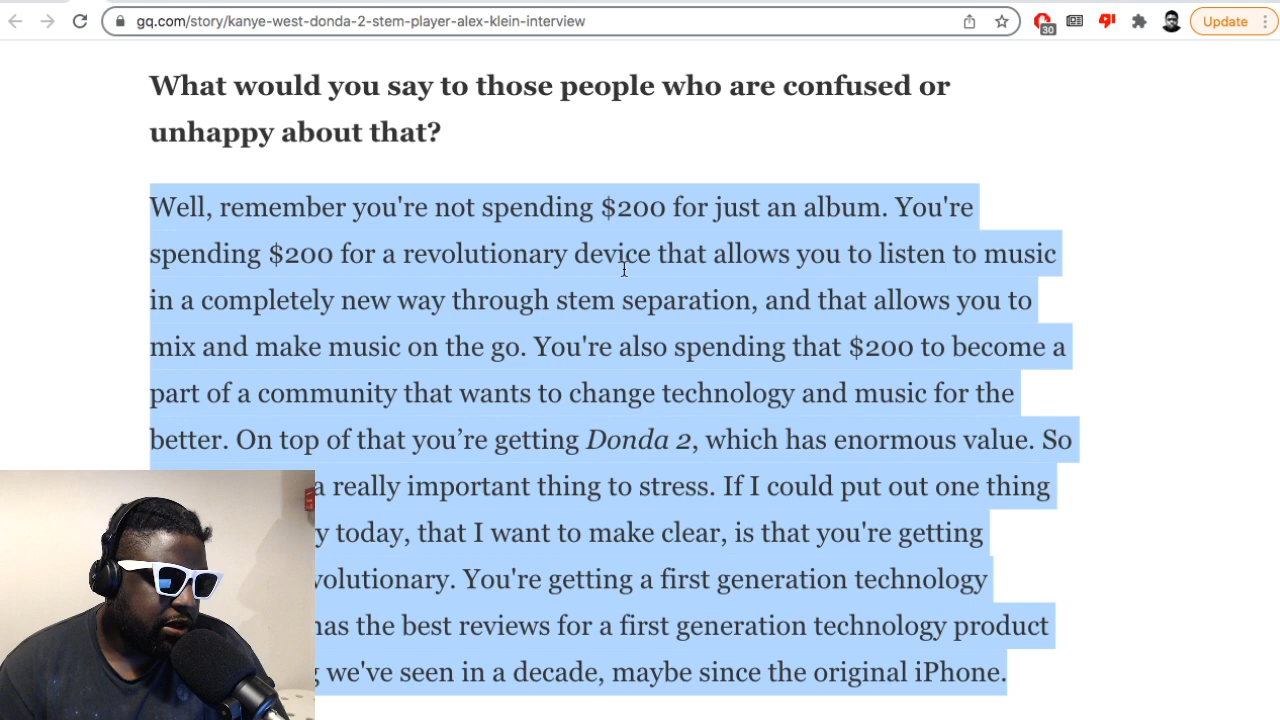 gq.com/story/kanye-west-donda-2-stem-player-alex-klein-interview
30
Update
What would you say to those people who are confused or
unhappy about that?
Well, remember you're not spending $200 for just an album. You're
spending $200 for a revolutionary device that allows you to listen to music
in a completely new way through stem separation, and that allows you to
mix and make music on the go. You're also spending that $200 to become a
part of a community that wants to change technology and music for the
better. On top of that you’re getting Donda 2, which has enormous value. So
a really important thing to stress. If I could put out one thing
y today, that I want to make clear, is that you're getting
volutionary. You're getting a first generation technology
has the best reviews for a first generation technology product
g we've seen in a decade, maybe since the original iPhone.